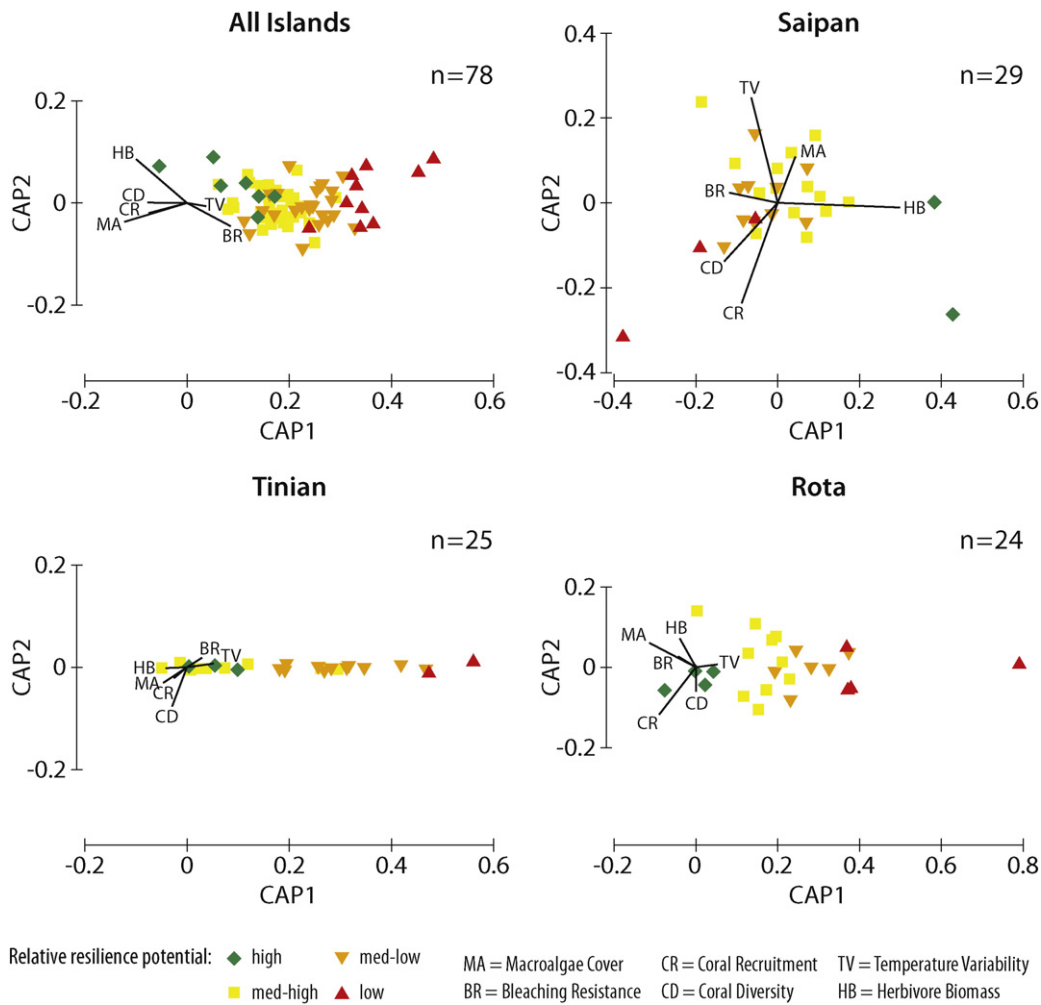 All Islands
n=78
CAP2
0.2
0
-0.2
HB
CD
CR
MA
TV
BR
-0.2
0
0.2
0.4
0.6
CAP1
Saipan
n=29
CAP2
0.4
0.2
0
-0.2
-0.4
TV
MA
BR
HB
CD
CR
-0.4
-0.2
0
0.2
0.4
0.6
CAP1
Tinian
n=25
CAP2
0.2
0
-0.2
BR
TV
HB
MA
CR
CD
-0.2
0
0.2
0.4
0.6
CAP1
Rota
n=24
CAP2
0.2
0
-0.2
MA
HB
BR
TV
CD
CR
-0.2
0
0.2
0.4
0.6
0.8
CAP1
Relative resilience potential:
high
med-low
med-high
low
MA = Macroalgae Cover
CR = Coral Recruitment
TV = Temperature Variability
BR = Bleaching Resistance
CD = Coral Diversity
HB = Herbivore Biomass